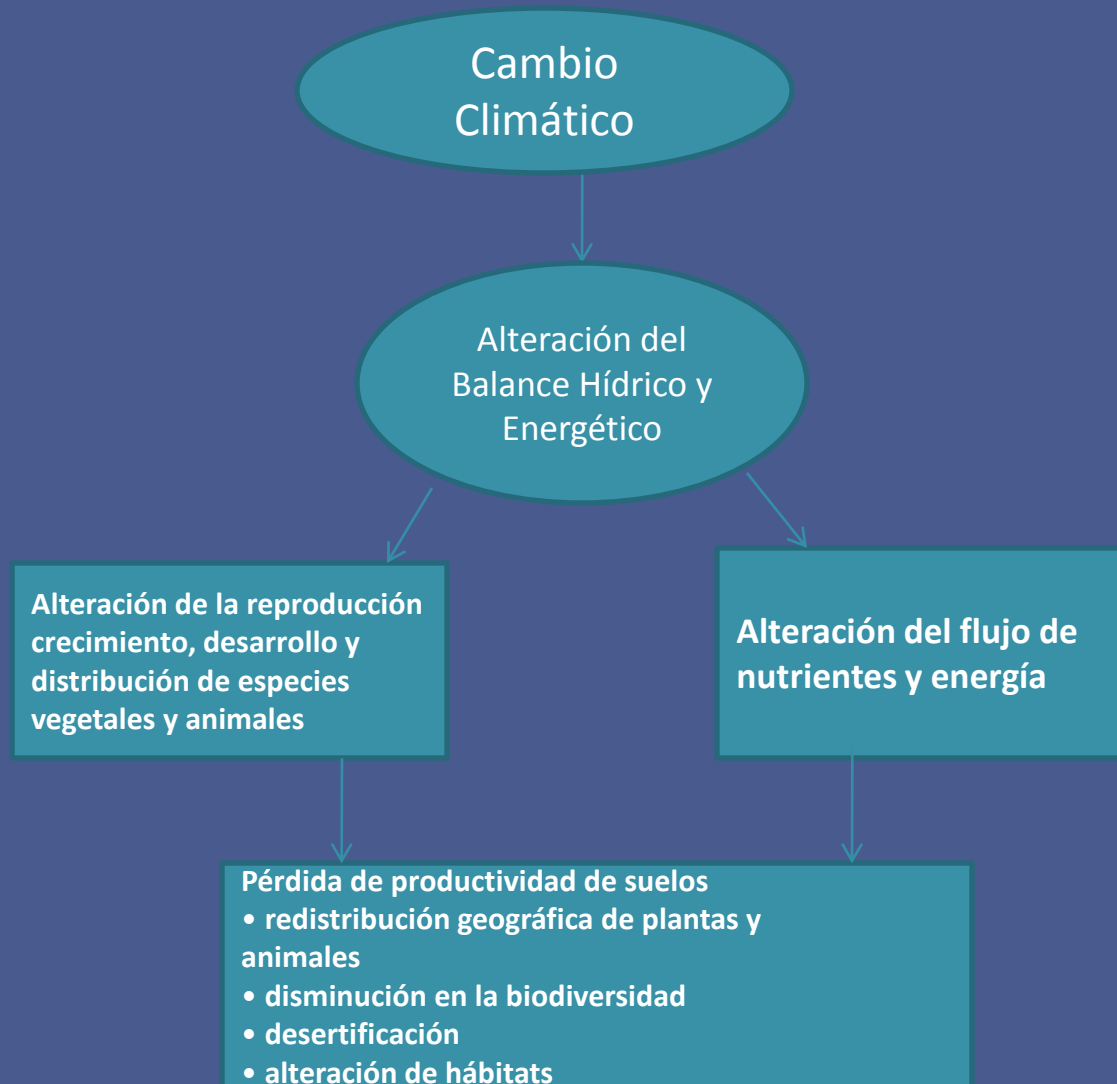 Cambio
Climático
Alteración del
Balance Hídrico y
Energético
Alteración de la reproducción
crecimiento, desarrollo y
distribución de especies
vegetales y animales
Alteración del flujo de
nutrientes y energía
Pérdida de productividad de suelos
• redistribución geográfica de plantas y
animales
• disminución en la biodiversidad
• desertificación
• alteración de hábitats